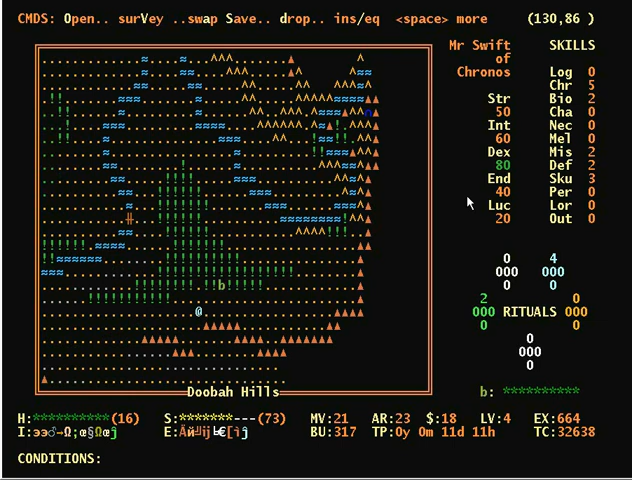 CMDS: Open.. surVey ..swap Save.. drop.. ins/eq <space> more (130,86 )
Mr Swift
of
Chronos
SKILLS
Log 0
Chr 5
Bio 2
Cha 0
Nec 0
Mel 0
Mis 2
Def 2
Sku 3
Per 0
Lor 0
Out 0
Str
50
Int
60
Dex
80
End
40
Luc
20
0
000
0
4
000
0
2
000
0
RITUALS
0
000
0
0
000
0
b: **********
Doobah Hills
H:**********(16) S:*******---(73) MV:21 AR:23 $:18 LV:4 EX:664
BU:317 TP:0y 0m 11d 11h TC:32638
CONDITIONS: